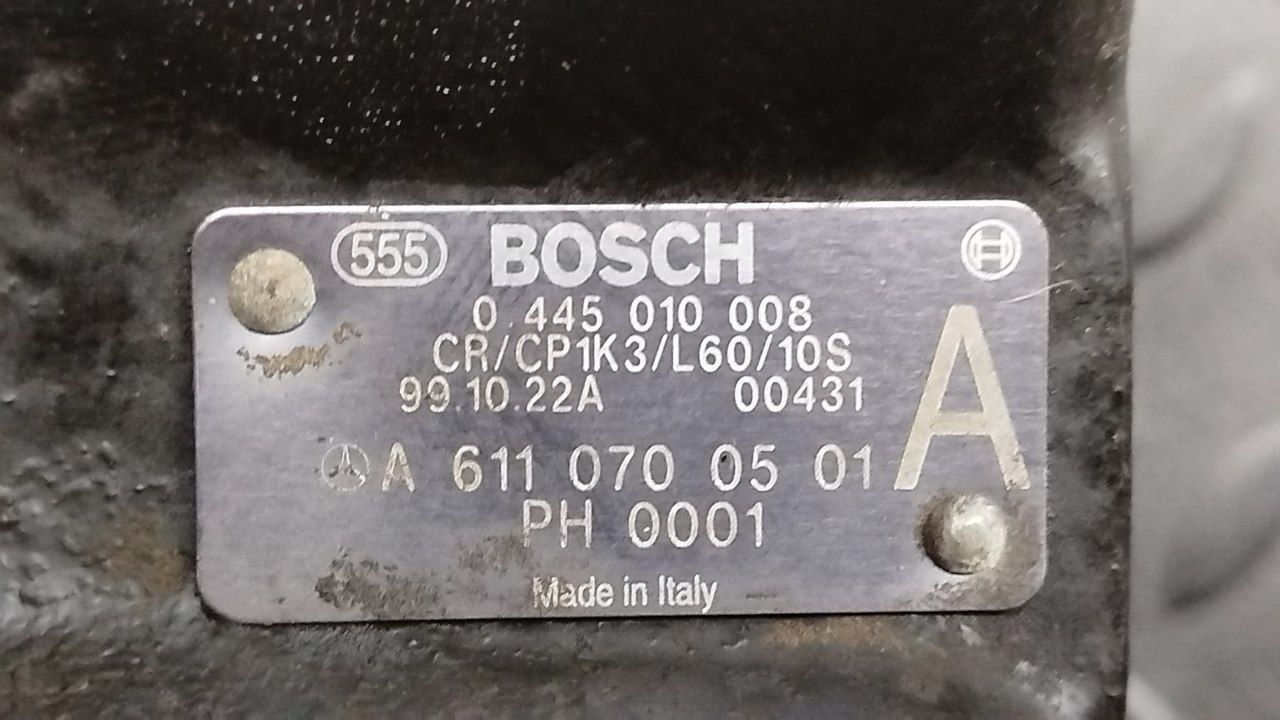 555 BOSCH
0 445 010 008
CR/CP1K3/L60/10S
99.10.22A 00431
A
A 611 070 05 01
PH 0001
Made in Italy